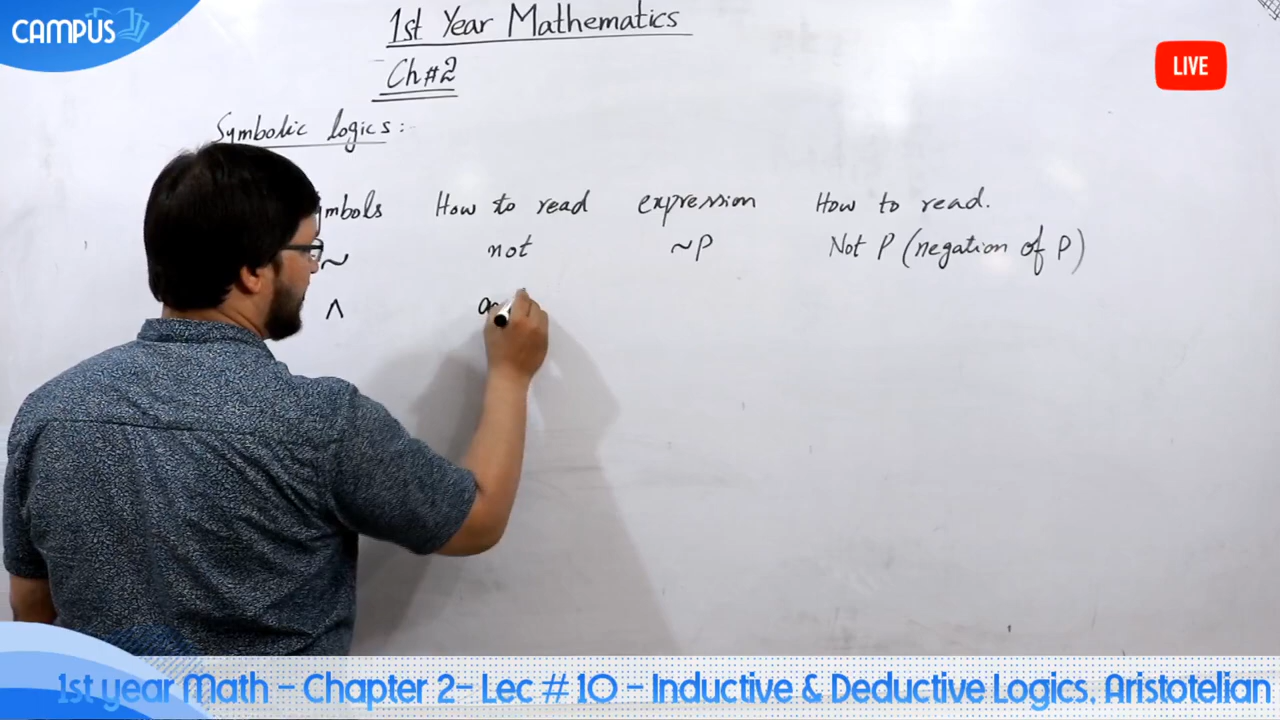 CAMPUS
1st Year Mathematics
LIVE
Ch#2
Symbolic logics:
mbols How to read expression How to read.
~ not ~P Not P (negation of P)
∧
1st year Math - Chapter 2- Lec # 10 - Inductive & Deductive Logics, Aristotelian